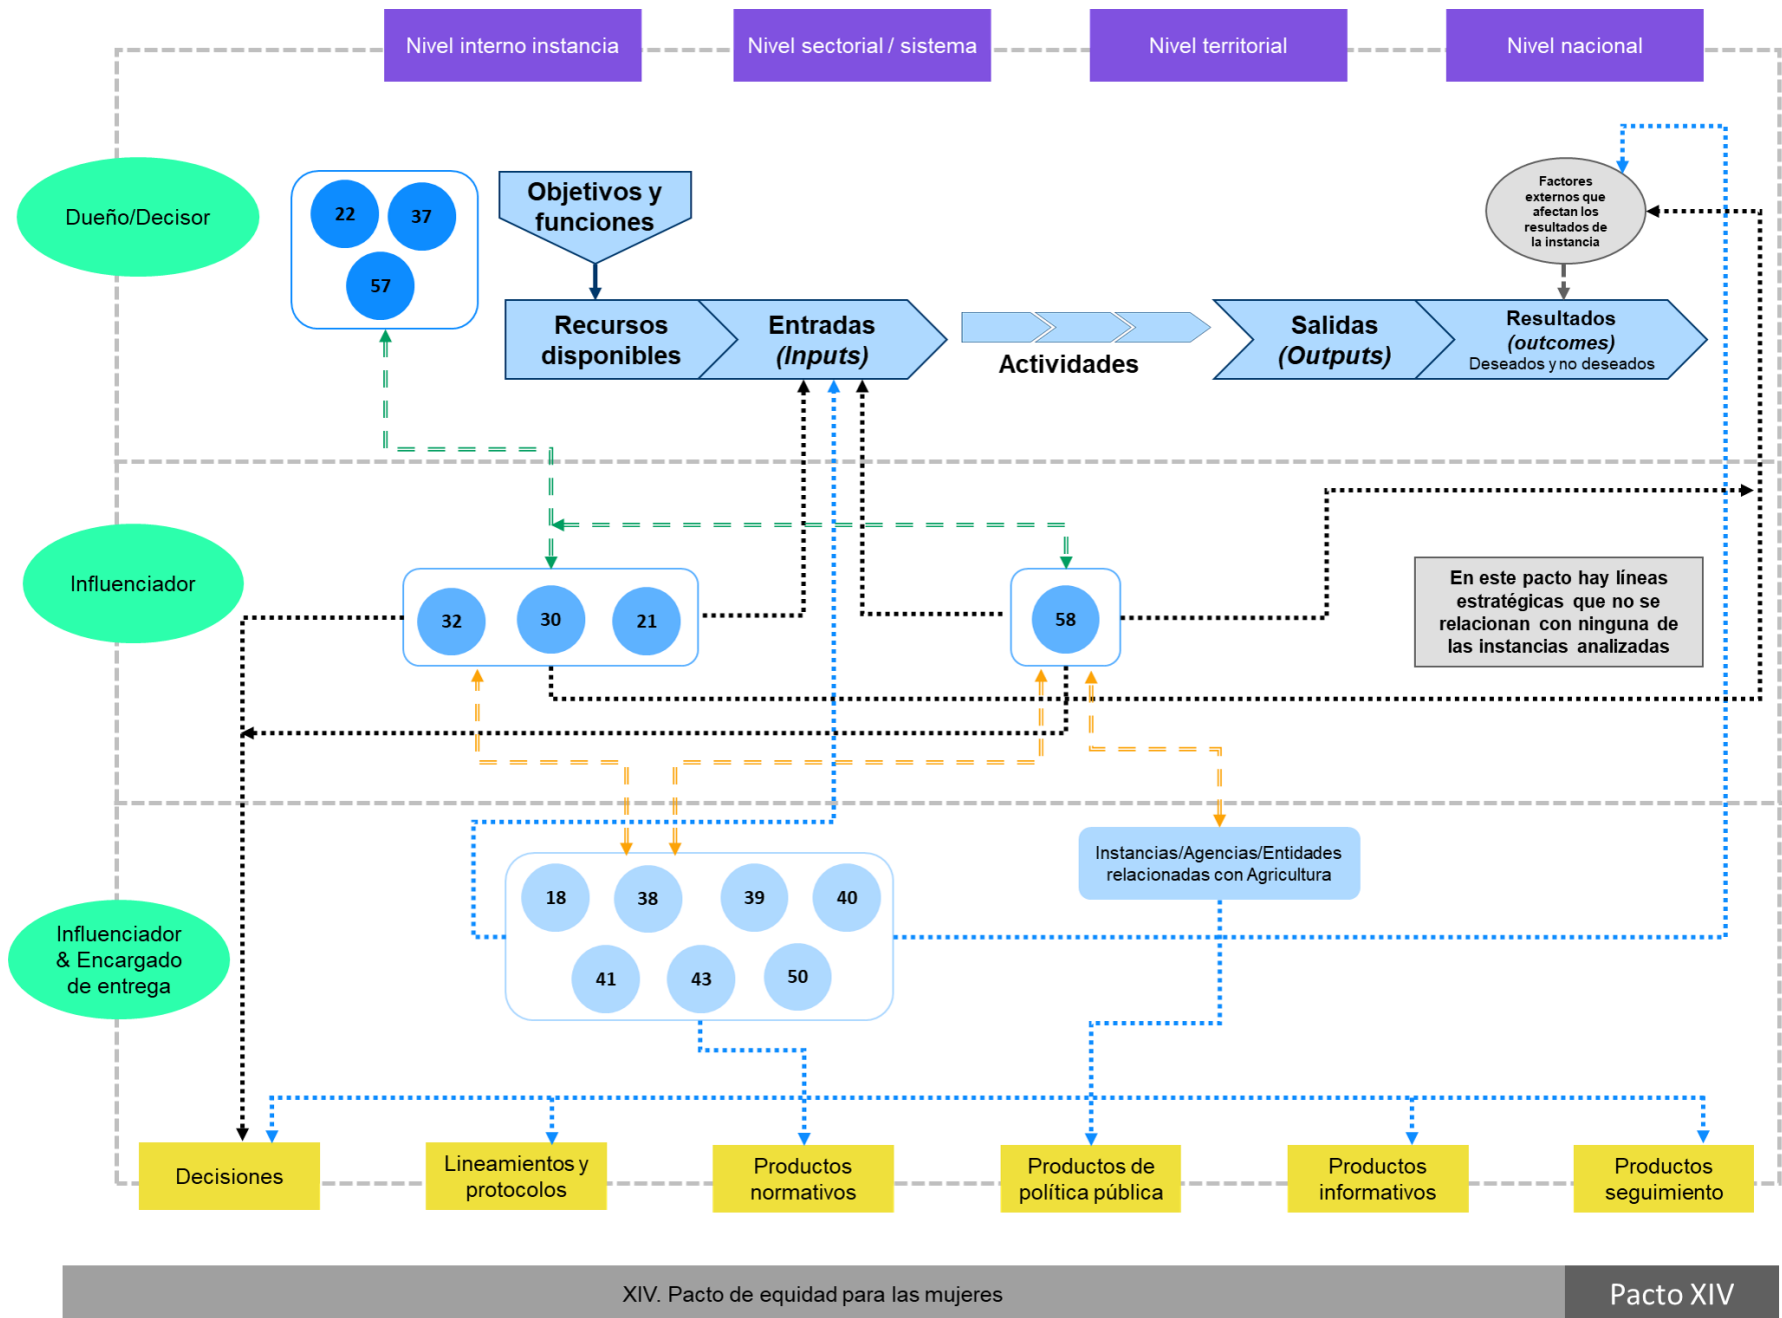 Nivel interno instancia
Nivel sectorial / sistema
Nivel territorial
Nivel nacional
Dueño/Decisor
22
37
57
Objetivos y
funciones
Factores
externos que
afectan los
resultados de
la instancia
Recursos
disponibles
Entradas
(Inputs)
Actividades
Salidas
(Outputs)
Resultados
(outcomes)
Deseados y no deseados
Influenciador
32
30
21
58
En este pacto hay líneas
estratégicas que no se
relacionan con ninguna de
las instancias analizadas
Influenciador
& Encargado
de entrega
18
38
39
40
41
43
50
Instancias/Agencias/Entidades
relacionadas con Agricultura
Decisiones
Lineamientos y
protocolos
Productos
normativos
Productos de
política pública
Productos
informativos
Productos
seguimiento
XIV. Pacto de equidad para las mujeres
Pacto XIV